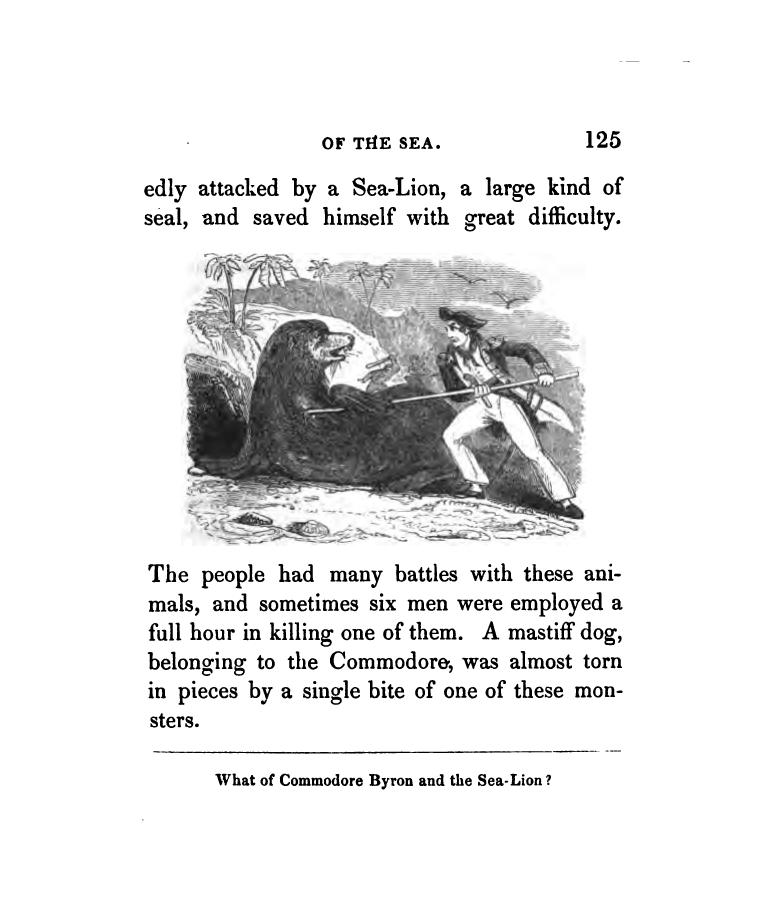 OF THE SEA. 125
edly attacked by a Sea-Lion, a large kind of
seal, and saved himself with great difficulty.
The people had many battles with these ani-
mals, and sometimes six men were employed a
full hour in killing one of them. A mastiff dog,
belonging to the Commodore, was almost torn
in pieces by a single bite of one of these mon-
sters.
What of Commodore Byron and the Sea-Lion?